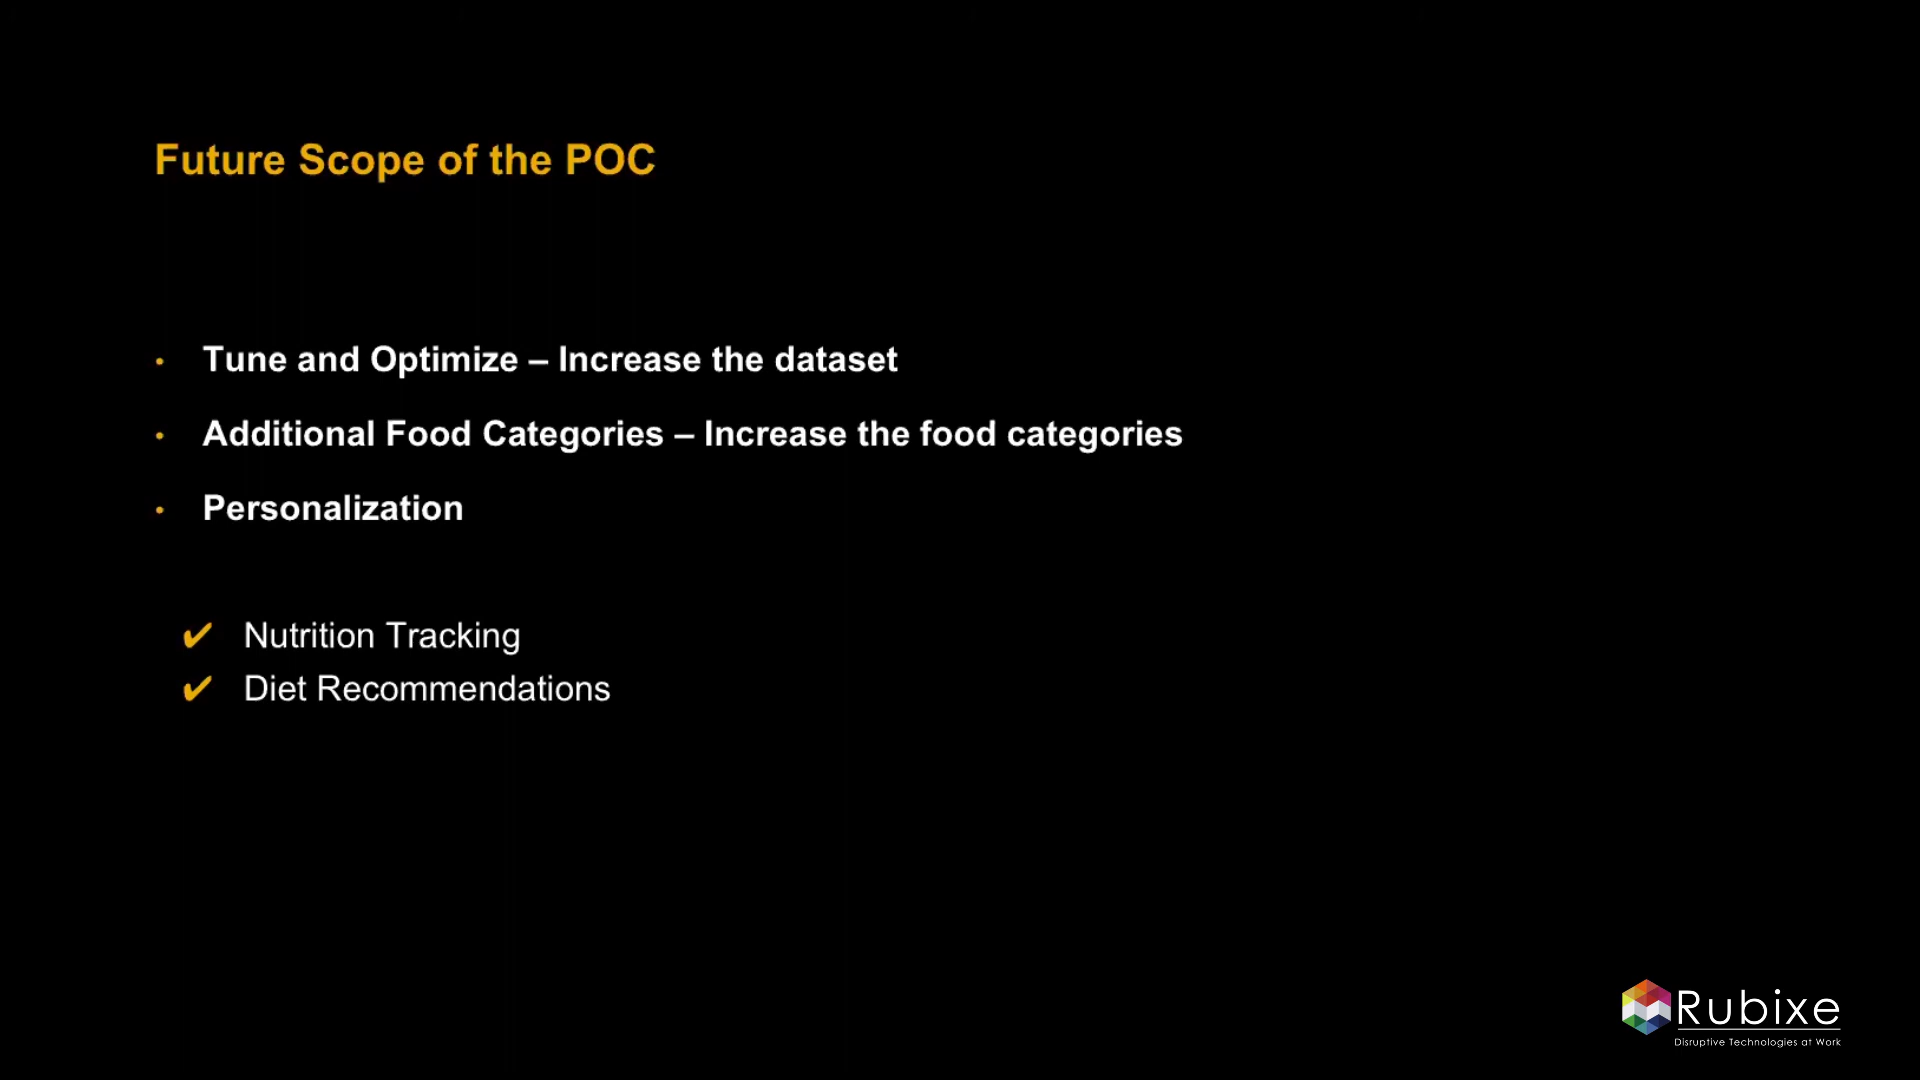 Future Scope of the POC
• Tune and Optimize – Increase the dataset
• Additional Food Categories – Increase the food categories
• Personalization
✔ Nutrition Tracking
✔ Diet Recommendations
Rubixe
Disruptive Technologies at Work